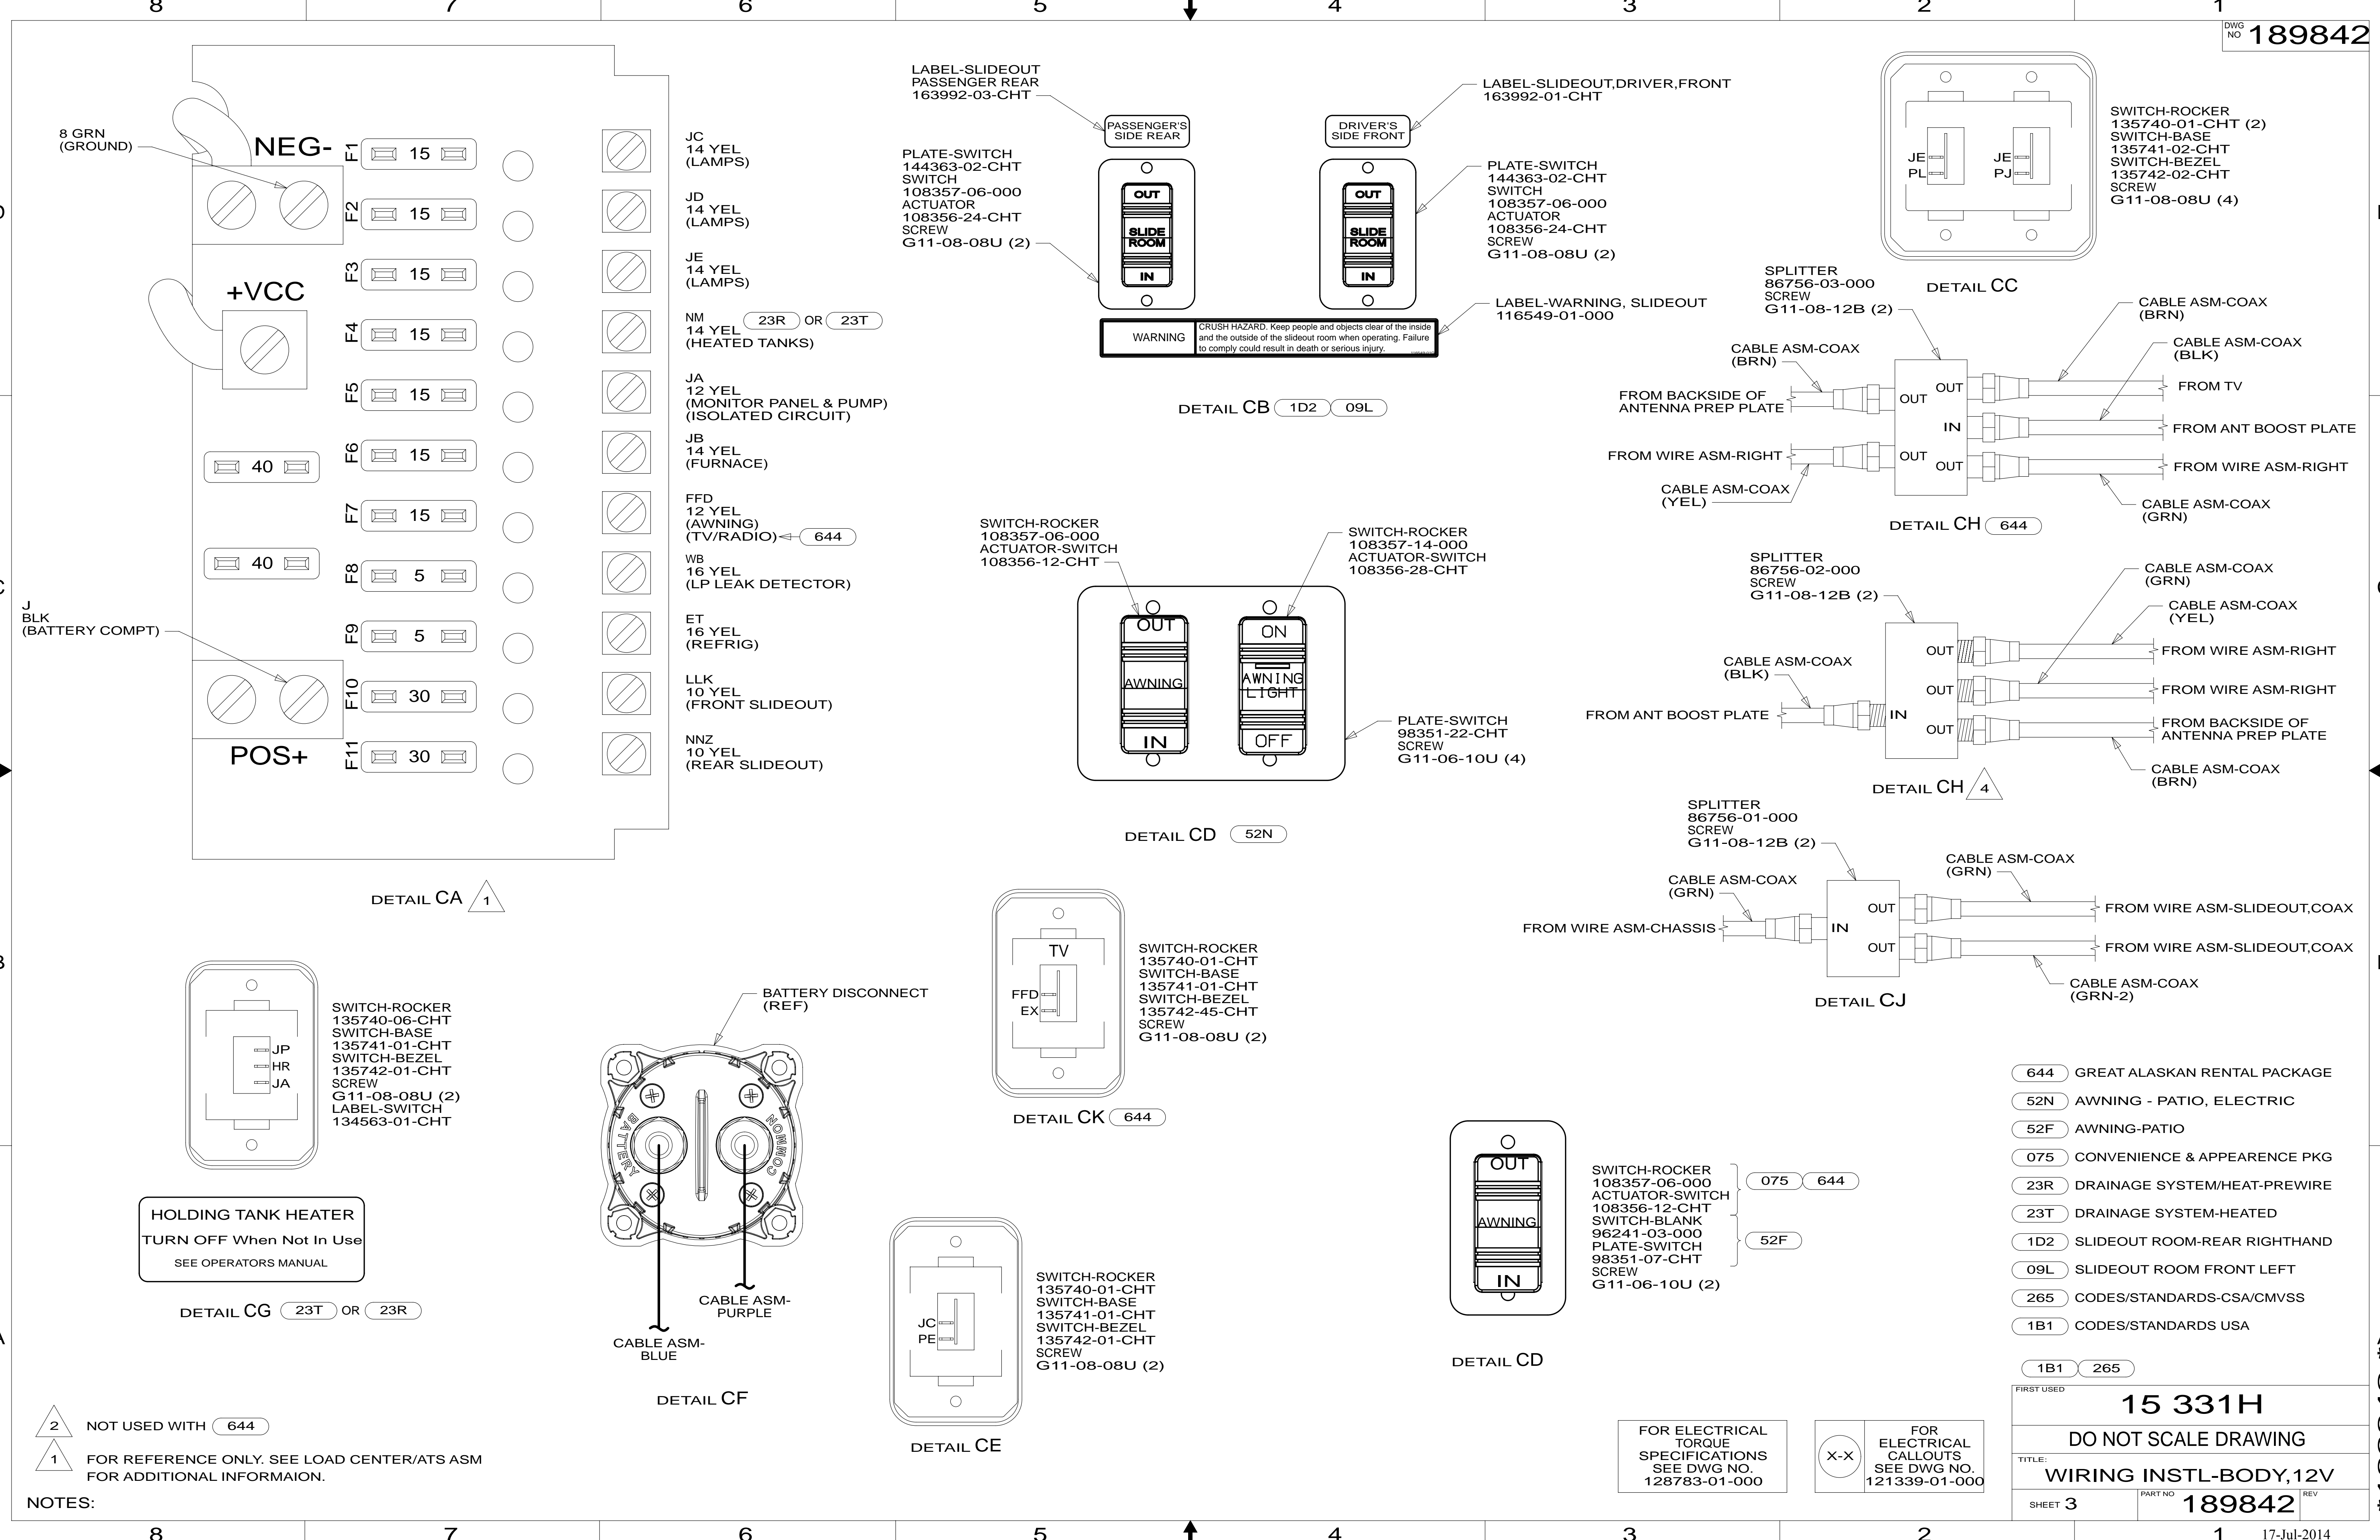 8 7 6 5 4 3 2 1
DWG NO 189842
8 GRN
(GROUND)
NEG-
+VCC
40
40
J
BLK
(BATTERY COMPT)
POS+
F1 15
F2 15
F3 15
F4 15
F5 15
F6 15
F7 15
F8 5
F9 5
F10 30
F11 30
JC
14 YEL
(LAMPS)
JD
14 YEL
(LAMPS)
JE
14 YEL
(LAMPS)
NM
14 YEL 23R OR 23T
(HEATED TANKS)
JA
12 YEL
(MONITOR PANEL & PUMP)
(ISOLATED CIRCUIT)
JB
14 YEL
(FURNACE)
FFD
12 YEL
(AWNING)
(TV/RADIO) 644
WB
16 YEL
(LP LEAK DETECTOR)
ET
16 YEL
(REFRIG)
LLK
10 YEL
(FRONT SLIDEOUT)
NNZ
10 YEL
(REAR SLIDEOUT)
DETAIL CA 1
LABEL-SLIDEOUT
PASSENGER REAR
163992-03-CHT
PASSENGER'S
SIDE REAR
PLATE-SWITCH
144363-02-CHT
SWITCH
108357-06-000
ACTUATOR
108356-24-CHT
SCREW
G11-08-08U (2)
OUT
SLIDE
ROOM
IN
LABEL-SLIDEOUT,DRIVER,FRONT
163992-01-CHT
DRIVER'S
SIDE FRONT
OUT
SLIDE
ROOM
IN
PLATE-SWITCH
144363-02-CHT
SWITCH
108357-06-000
ACTUATOR
108356-24-CHT
SCREW
G11-08-08U (2)
LABEL-WARNING, SLIDEOUT
116549-01-000
WARNING
CRUSH HAZARD. Keep people and objects clear of the inside
and the outside of the slideout room when operating. Failure
to comply could result in death or serious injury.
DETAIL CB 1D2 09L
JE
PL
JE
PJ
SWITCH-ROCKER
135740-01-CHT (2)
SWITCH-BASE
135741-02-CHT
SWITCH-BEZEL
135742-02-CHT
SCREW
G11-08-08U (4)
DETAIL CC
SPLITTER
86756-03-000
SCREW
G11-08-12B (2)
CABLE ASM-COAX
(BRN)
FROM BACKSIDE OF
ANTENNA PREP PLATE
FROM WIRE ASM-RIGHT
CABLE ASM-COAX
(YEL)
OUT
OUT
IN
OUT
OUT
CABLE ASM-COAX
(BRN)
CABLE ASM-COAX
(BLK)
FROM TV
FROM ANT BOOST PLATE
FROM WIRE ASM-RIGHT
CABLE ASM-COAX
(GRN)
DETAIL CH 644
SWITCH-ROCKER
108357-06-000
ACTUATOR-SWITCH
108356-12-CHT
SWITCH-ROCKER
108357-14-000
ACTUATOR-SWITCH
108356-28-CHT
OUT
AWNING
IN
ON
AWNING
LIGHT
OFF
PLATE-SWITCH
98351-22-CHT
SCREW
G11-06-10U (4)
DETAIL CD 52N
SPLITTER
86756-02-000
SCREW
G11-08-12B (2)
CABLE ASM-COAX
(BLK)
FROM ANT BOOST PLATE
IN
OUT
OUT
OUT
CABLE ASM-COAX
(GRN)
CABLE ASM-COAX
(YEL)
FROM WIRE ASM-RIGHT
FROM WIRE ASM-RIGHT
FROM BACKSIDE OF
ANTENNA PREP PLATE
CABLE ASM-COAX
(BRN)
DETAIL CH 4
SPLITTER
86756-01-000
SCREW
G11-08-12B (2)
CABLE ASM-COAX
(GRN)
FROM WIRE ASM-CHASSIS
IN
OUT
OUT
CABLE ASM-COAX
(GRN)
FROM WIRE ASM-SLIDEOUT,COAX
FROM WIRE ASM-SLIDEOUT,COAX
CABLE ASM-COAX
(GRN-2)
DETAIL CJ
JP
HR
JA
SWITCH-ROCKER
135740-06-CHT
SWITCH-BASE
135741-01-CHT
SWITCH-BEZEL
135742-01-CHT
SCREW
G11-08-08U (2)
LABEL-SWITCH
134563-01-CHT
HOLDING TANK HEATER
TURN OFF When Not In Use
SEE OPERATORS MANUAL
DETAIL CG 23T OR 23R
BATTERY DISCONNECT
(REF)
BATTERY
COMMON
CABLE ASM-
PURPLE
CABLE ASM-
BLUE
DETAIL CF
TV
FFD
EX
SWITCH-ROCKER
135740-01-CHT
SWITCH-BASE
135741-01-CHT
SWITCH-BEZEL
135742-45-CHT
SCREW
G11-08-08U (2)
DETAIL CK 644
JC
PE
SWITCH-ROCKER
135740-01-CHT
SWITCH-BASE
135741-01-CHT
SWITCH-BEZEL
135742-01-CHT
SCREW
G11-08-08U (2)
DETAIL CE
OUT
AWNING
IN
SWITCH-ROCKER
108357-06-000
ACTUATOR-SWITCH
108356-12-CHT
SWITCH-BLANK
96241-03-000
PLATE-SWITCH
98351-07-CHT
SCREW
G11-06-10U (2)
075 644
52F
DETAIL CD
644 GREAT ALASKAN RENTAL PACKAGE
52N AWNING - PATIO, ELECTRIC
52F AWNING-PATIO
075 CONVENIENCE & APPEARENCE PKG
23R DRAINAGE SYSTEM/HEAT-PREWIRE
23T DRAINAGE SYSTEM-HEATED
1D2 SLIDEOUT ROOM-REAR RIGHTHAND
09L SLIDEOUT ROOM FRONT LEFT
265 CODES/STANDARDS-CSA/CMVSS
1B1 CODES/STANDARDS USA
1B1 265
FIRST USED
15 331H
DO NOT SCALE DRAWING
TITLE:
WIRING INSTL-BODY,12V
SHEET 3 PART NO 189842 REV
FOR ELECTRICAL
TORQUE
SPECIFICATIONS
SEE DWG NO.
128783-01-000
X-X
FOR
ELECTRICAL
CALLOUTS
SEE DWG NO.
121339-01-000
2 NOT USED WITH 644
1 FOR REFERENCE ONLY. SEE LOAD CENTER/ATS ASM
FOR ADDITIONAL INFORMAION.
NOTES:
8 7 6 5 4 3 2 1
17-Jul-2014